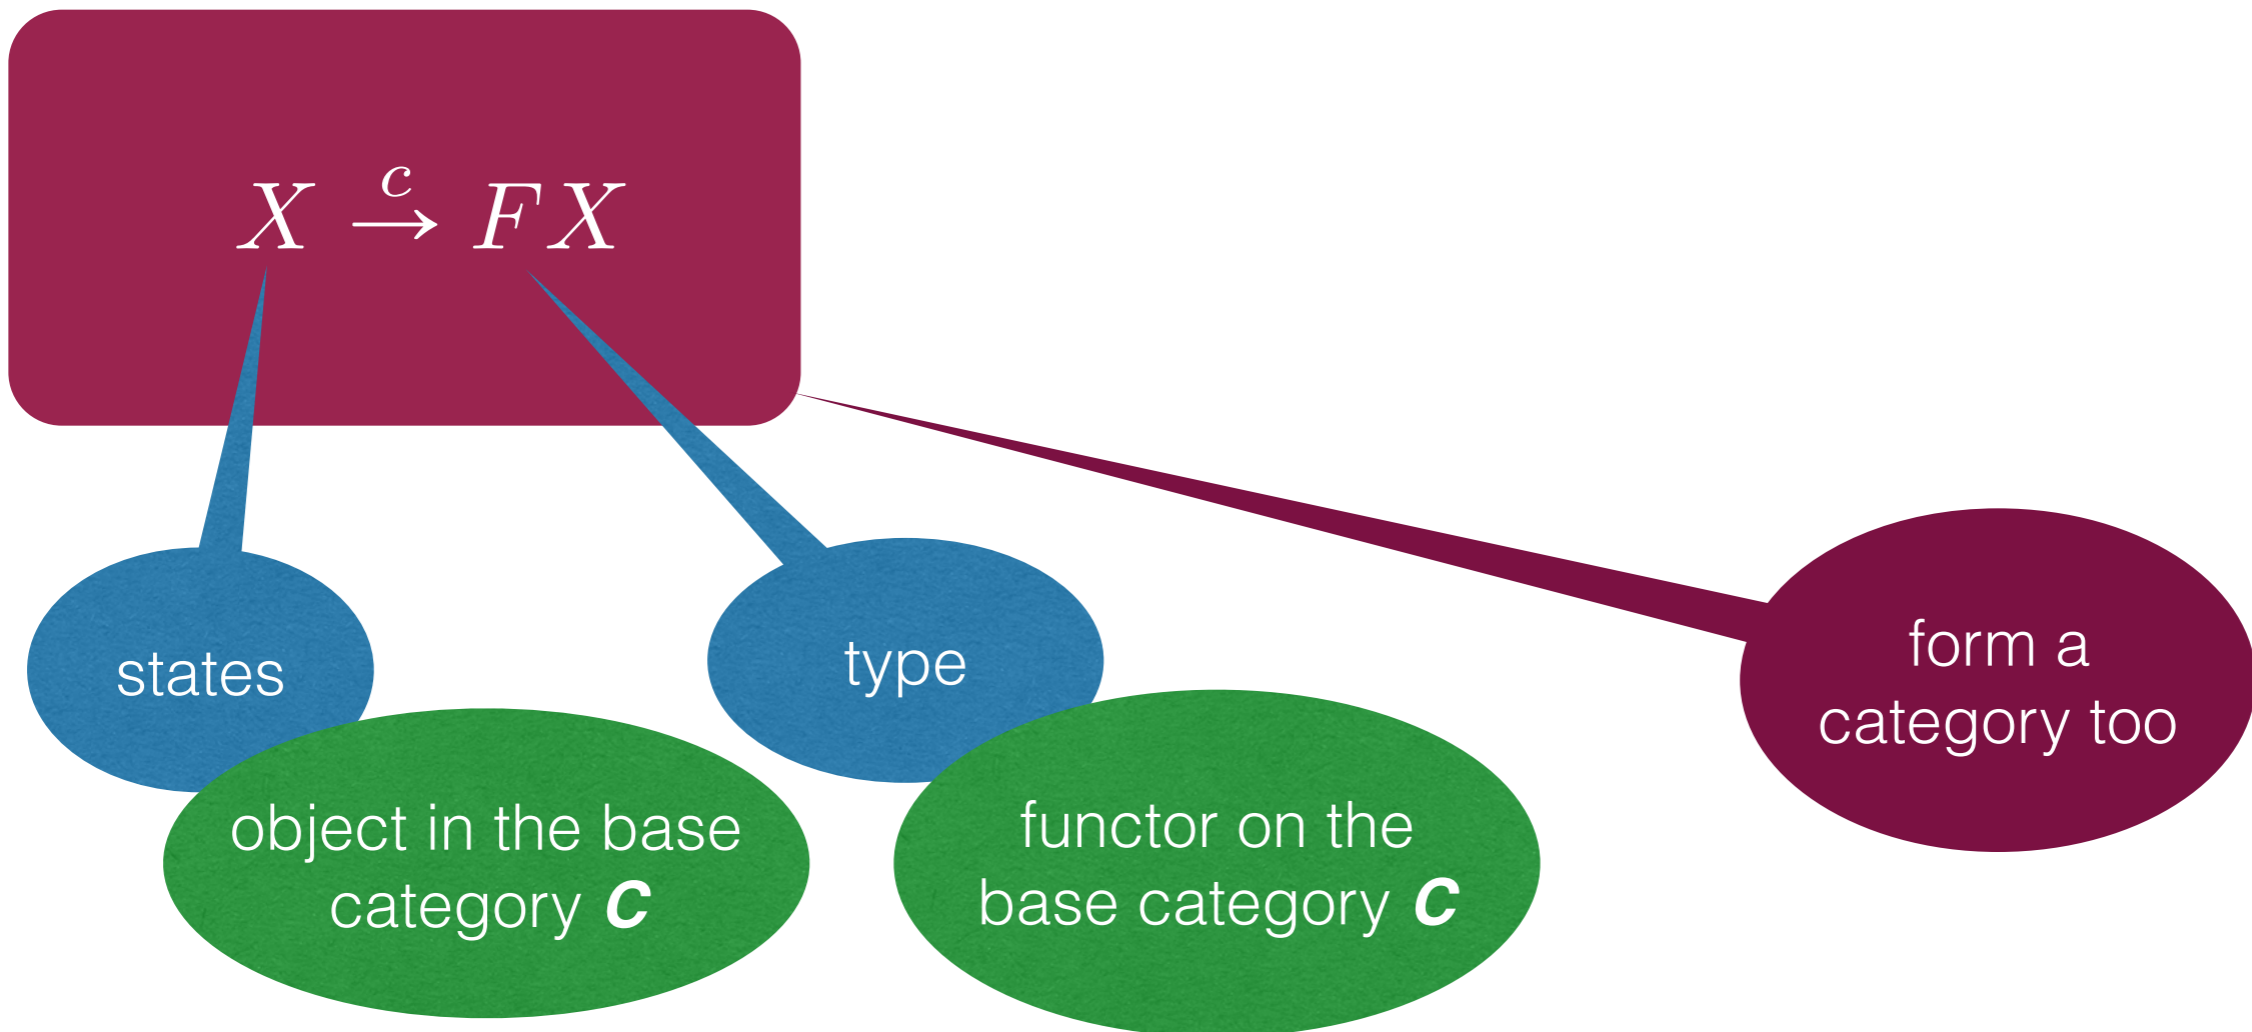 c
X → FX
states
type
form a
category too
object in the base
category C
functor on the
base category C